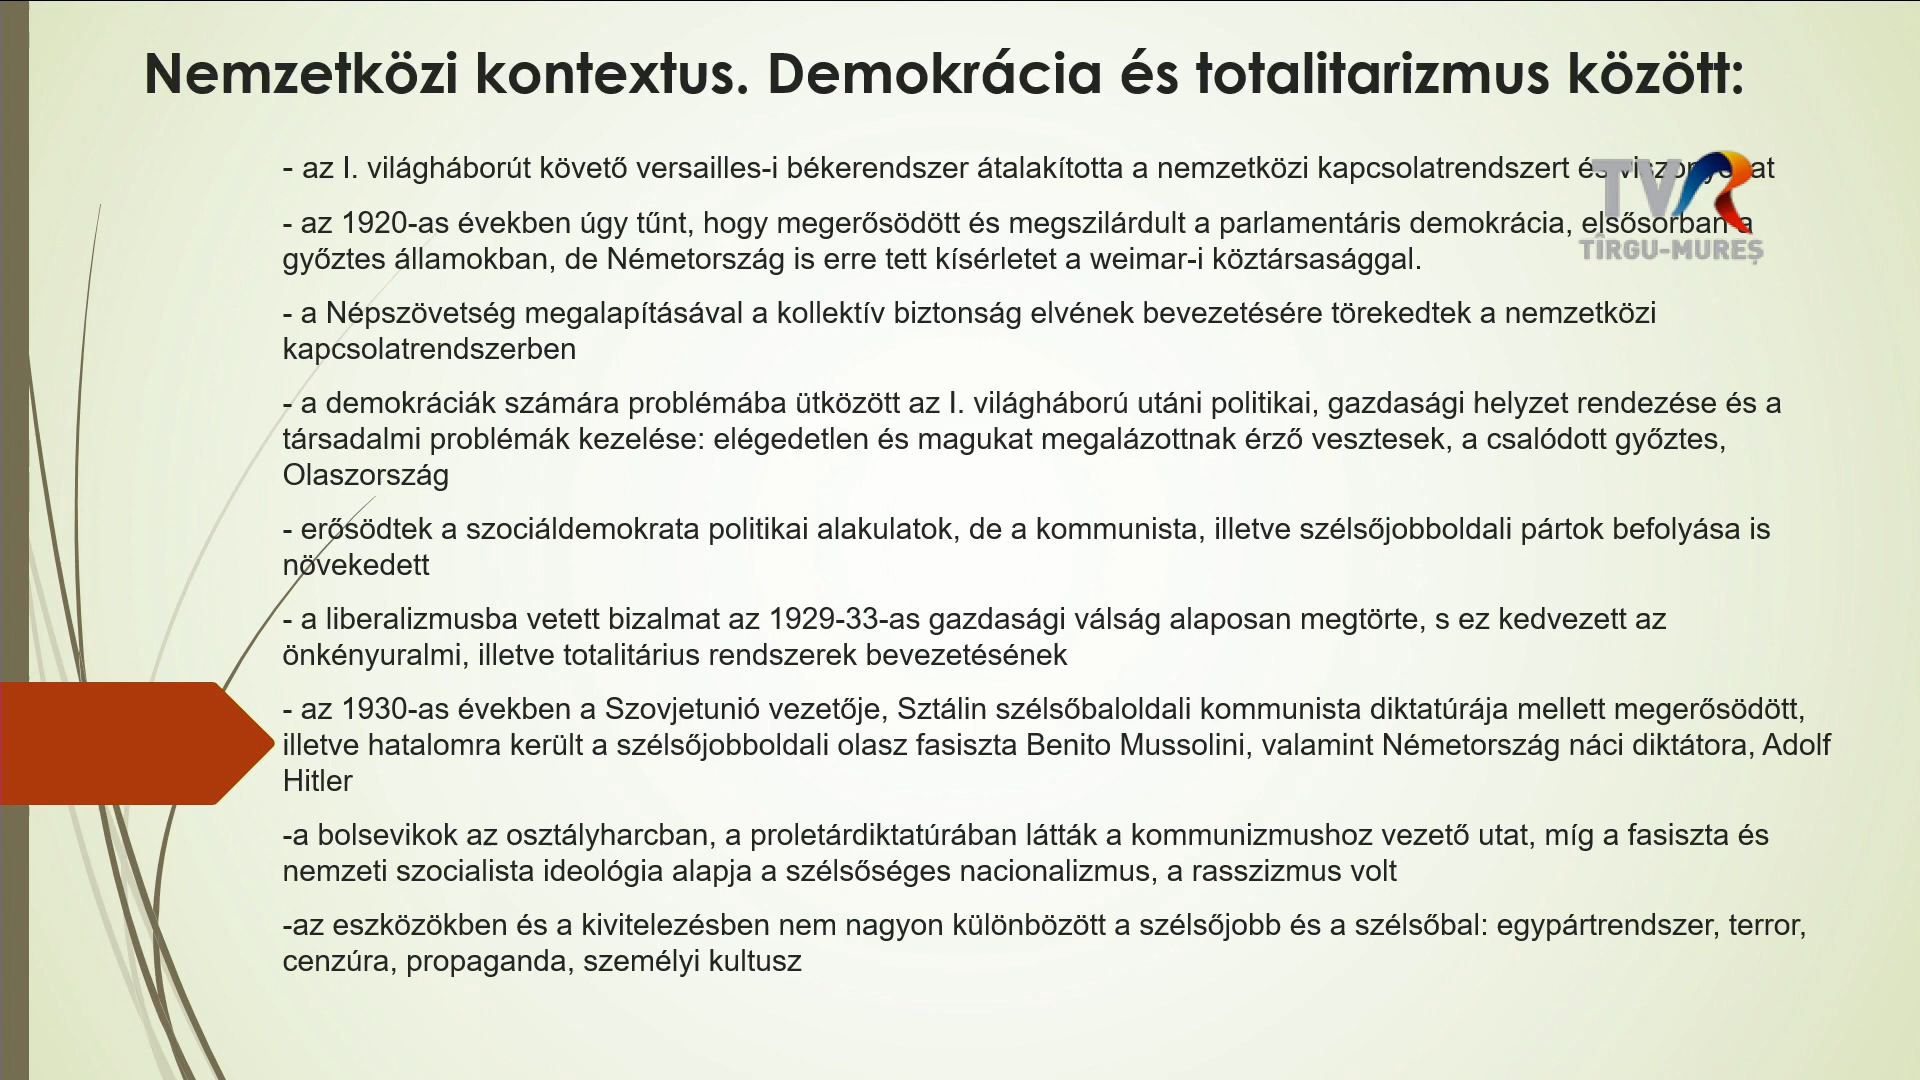 Nemzetközi kontextus. Demokrácia és totalitarizmus között:
- az I. világháborút követő versailles-i békerendszer átalakította a nemzetközi kapcsolatrendszert és viszonyokat
TVR
- az 1920-as években úgy tűnt, hogy megerősödött és megszilárdult a parlamentáris demokrácia, elsősorban a
győztes államokban, de Németország is erre tett kísérletet a weimar-i köztársasággal.
TÎRGU-MUREȘ
- a Népszövetség megalapításával a kollektív biztonság elvének bevezetésére törekedtek a nemzetközi
kapcsolatrendszerben
- a demokráciák számára problémába ütközött az I. világháború utáni politikai, gazdasági helyzet rendezése és a
társadalmi problémák kezelése: elégedetlen és magukat megalázottnak érző vesztesek, a csalódott győztes,
Olaszország
- erősödtek a szociáldemokrata politikai alakulatok, de a kommunista, illetve szélsőjobboldali pártok befolyása is
növekedett
- a liberalizmusba vetett bizalmat az 1929-33-as gazdasági válság alaposan megtörte, s ez kedvezett az
önkényuralmi, illetve totalitárius rendszerek bevezetésének
- az 1930-as években a Szovjetunió vezetője, Sztálin szélsőbaloldali kommunista diktatúrája mellett megerősödött,
illetve hatalomra került a szélsőjobboldali olasz fasiszta Benito Mussolini, valamint Németország náci diktátora, Adolf
Hitler
-a bolsevikok az osztályharcban, a proletárdiktatúrában látták a kommunizmushoz vezető utat, míg a fasiszta és
nemzeti szocialista ideológia alapja a szélsőséges nacionalizmus, a rasszizmus volt
-az eszközökben és a kivitelezésben nem nagyon különbözött a szélsőjobb és a szélsőbal: egypártrendszer, terror,
cenzúra, propaganda, személyi kultusz